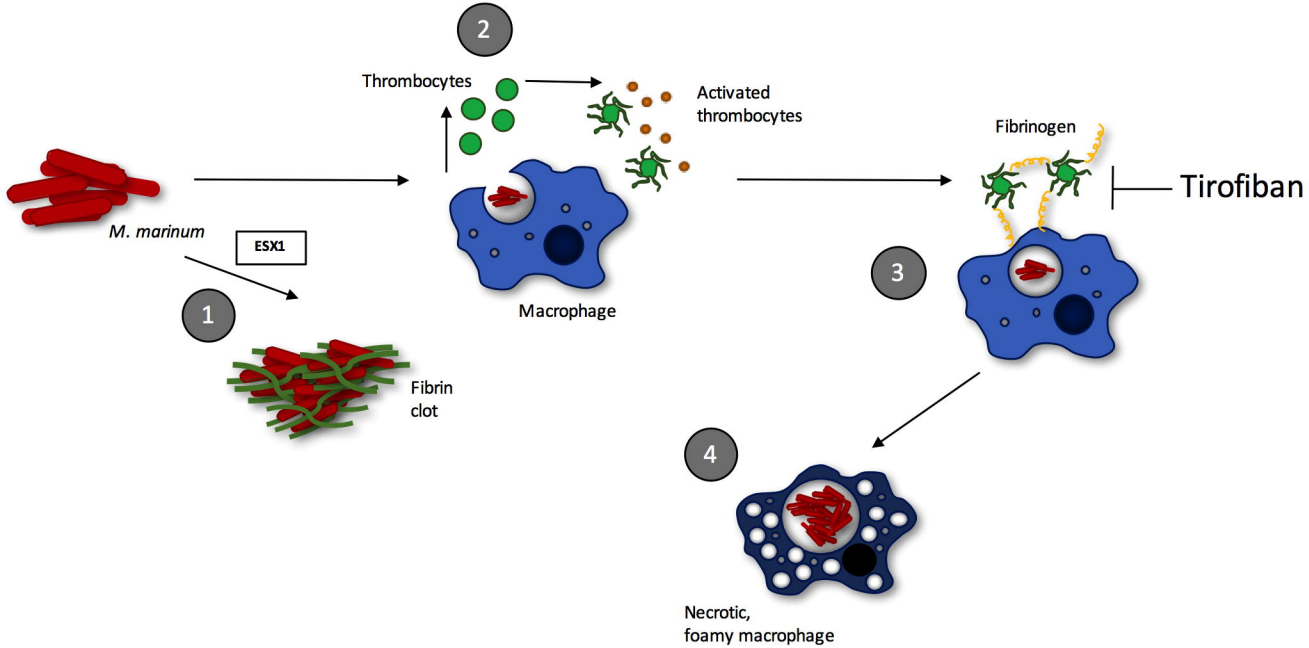 2
Thrombocytes
Activated
thrombocytes
Fibrinogen
Tirofiban
M. marinum
ESX1
1
Macrophage
3
Fibrin
clot
4
Necrotic,
foamy macrophage